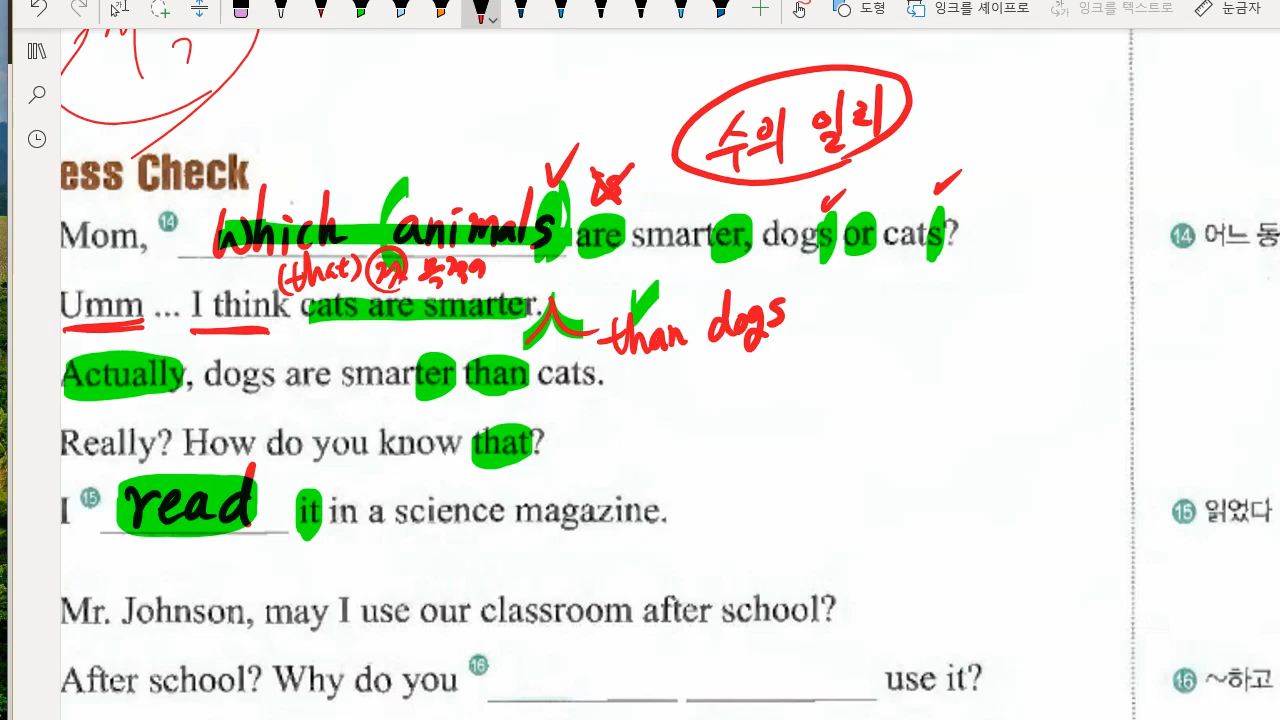 도형 잉크를 셰이프로 잉크를 텍스트로 눈금자
수의 일치
ess Check
Mom, 14 Which animals are smarter, dogs or cats?
14 어느 동
(that)
Umm ... I think cats are smarter.
than dogs
Actually, dogs are smarter than cats.
Really? How do you know that?
I 15 read it in a science magazine.
15 읽었다
Mr. Johnson, may I use our classroom after school?
After school? Why do you 16 use it?
16 ~하고